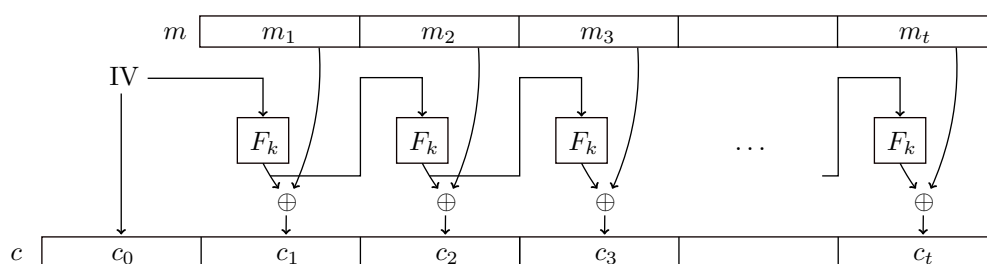 m m₁ m₂ m₃ mₜ
IV
Fₖ Fₖ Fₖ ... Fₖ
⊕ ⊕ ⊕ ⊕
c c₀ c₁ c₂ c₃ cₜ